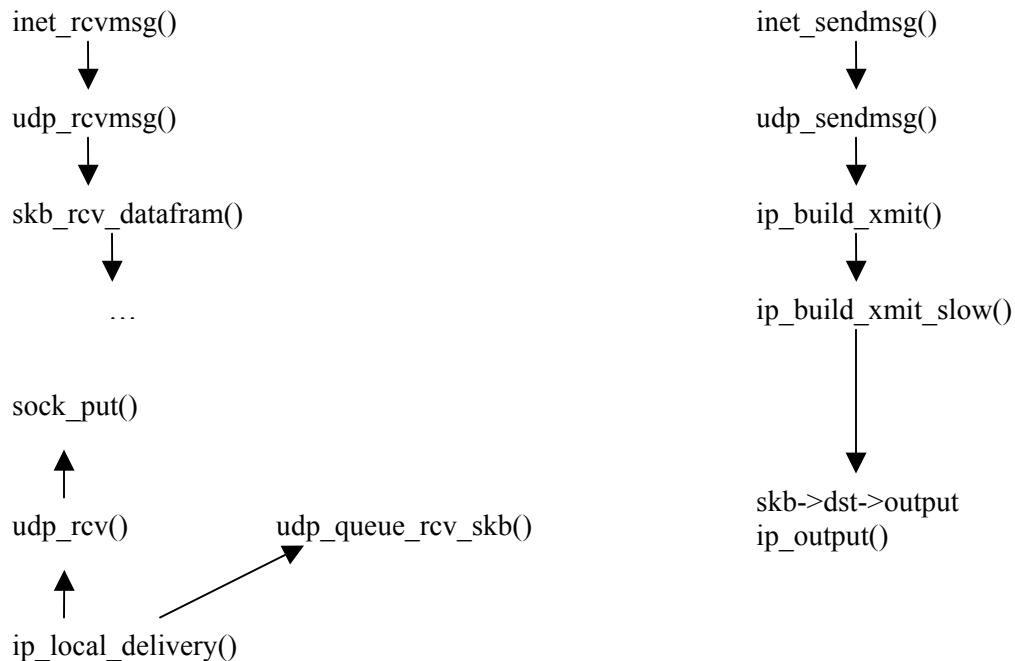 inet_rcvmsg()
udp_rcvmsg()
skb_rcv_datafram()
…
sock_put()
udp_rcv()
udp_queue_rcv_skb()
ip_local_delivery()
inet_sendmsg()
udp_sendmsg()
ip_build_xmit()
ip_build_xmit_slow()
skb->dst->output
ip_output()